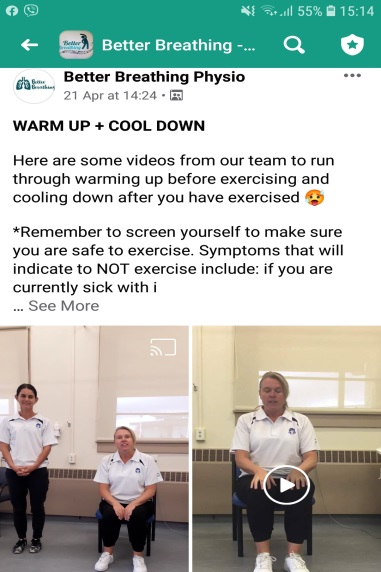 55% 15:14
Better Breathing -...
Better Breathing
Better Breathing Physio
21 Apr at 14:24 •
WARM UP + COOL DOWN
Here are some videos from our team to run
through warming up before exercising and
cooling down after you have exercised 🥵
*Remember to screen yourself to make sure
you are safe to exercise. Symptoms that will
indicate to NOT exercise include: if you are
currently sick with i
... See More